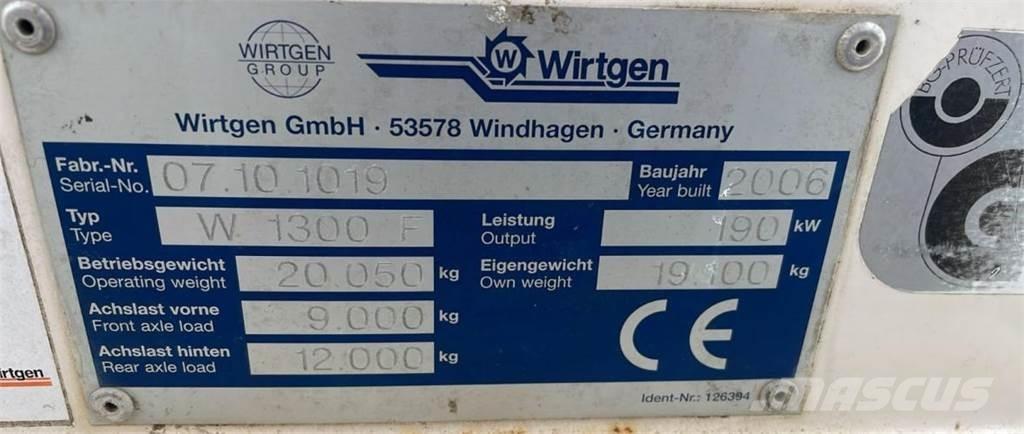 WIRTGEN
GROUP
W Wirtgen
Wirtgen GmbH · 53578 Windhagen · Germany
Fabr.-Nr.
Serial-No.
07.10.1019
Baujahr
Year built
2006
Typ
Type
W 1300 F
Leistung
Output
190 kW
Betriebsgewicht
Operating weight
20.050 kg
Eigengewicht
Own weight
19.100 kg
Achslast vorne
Front axle load
9.000 kg
Achslast hinten
Rear axle load
12.000 kg
CE
Ident-Nr.: 126394
BG-PRÜFZERT
irtgen
MASCUS